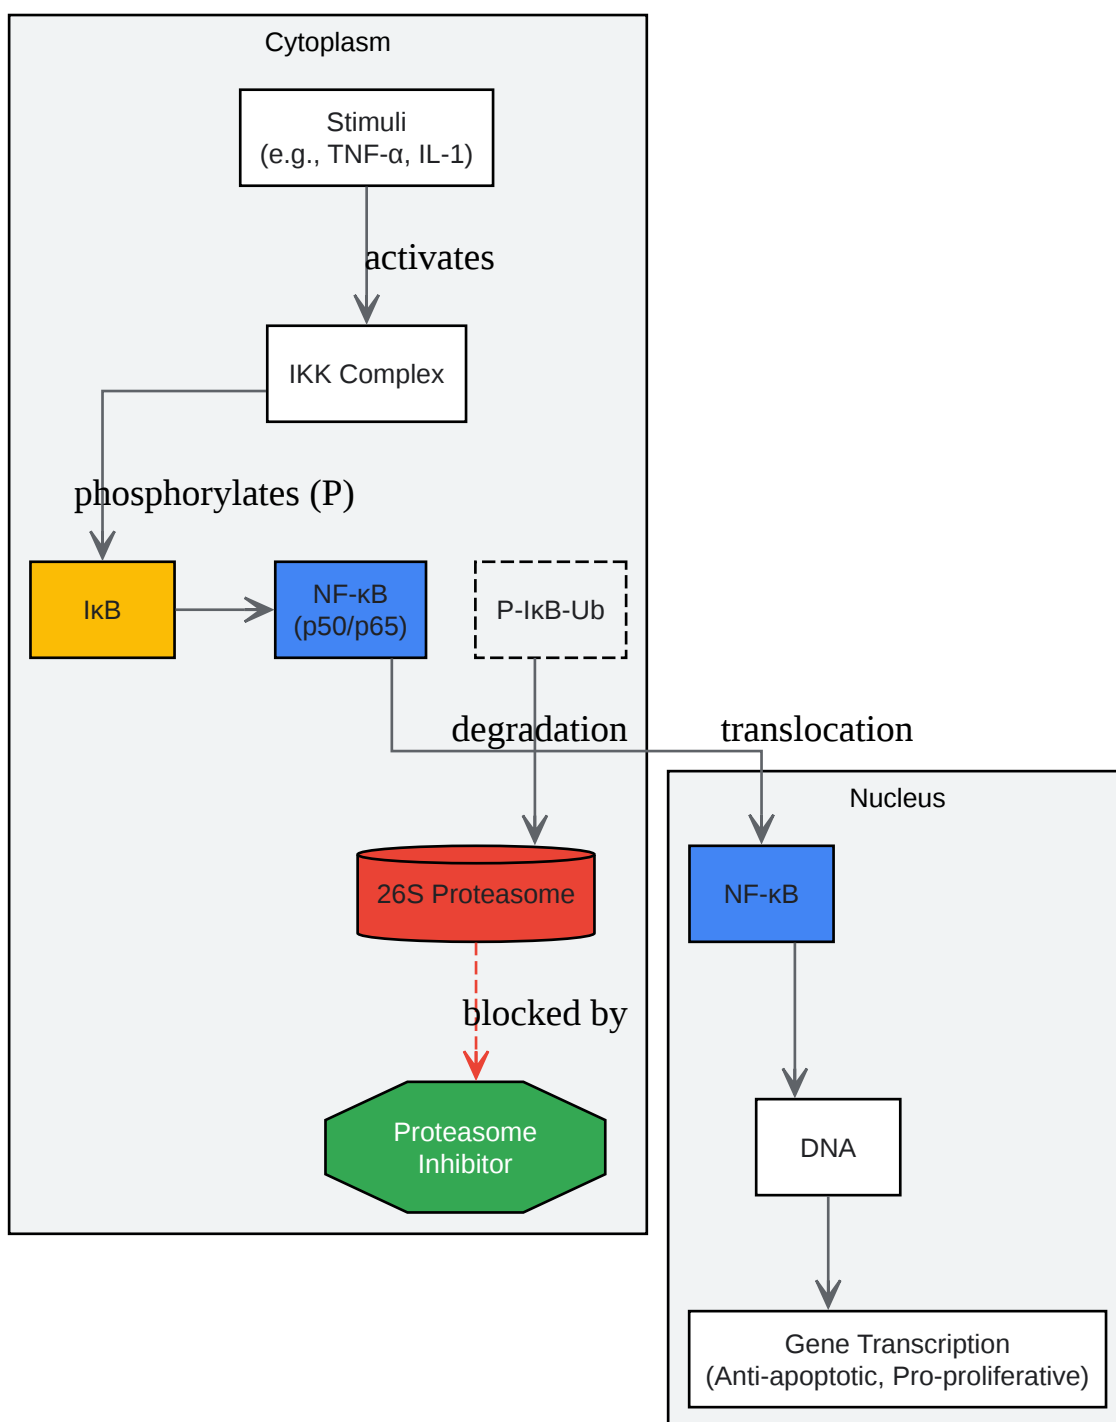 Cytoplasm
Stimuli
(e.g., TNF-α, IL-1)
activates
IKK Complex
phosphorylates (P)
IκB
NF-κB
(p50/p65)
P-IκB-Ub
degradation
translocation
Nucleus
26S Proteasome
NF-κB
blocked by
Proteasome
Inhibitor
DNA
Gene Transcription
(Anti-apoptotic, Pro-proliferative)